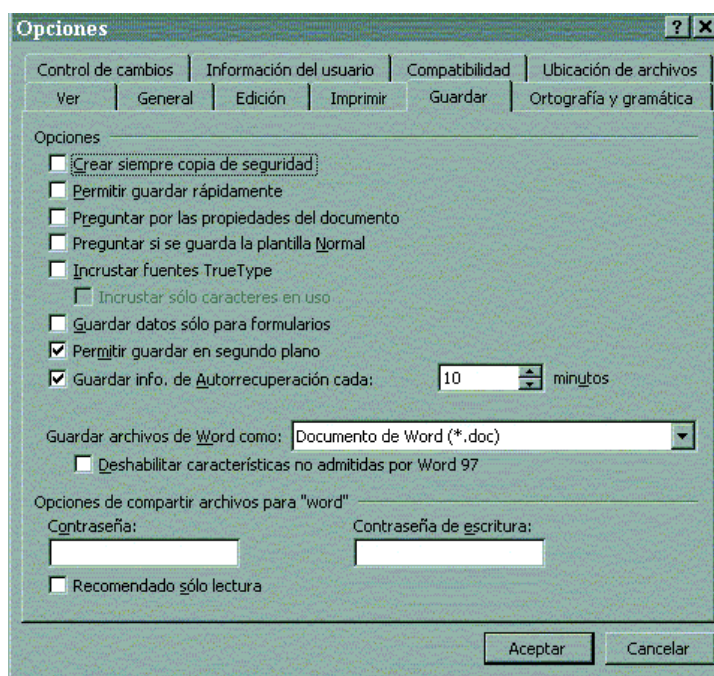 Opciones
Control de cambios Información del usuario Compatibilidad Ubicación de archivos
Ver General Edición Imprimir Guardar Ortografía y gramática
Opciones
Crear siempre copia de seguridad
Permitir guardar rápidamente
Preguntar por las propiedades del documento
Preguntar si se guarda la plantilla Normal
Incrustar fuentes TrueType
Incrustar sólo caracteres en uso
Guardar datos sólo para formularios
Permitir guardar en segundo plano
Guardar info. de Autorrecuperación cada: 10 minutos
Guardar archivos de Word como: Documento de Word (*.doc)
Deshabilitar características no admitidas por Word 97
Opciones de compartir archivos para "word"
Contraseña: Contraseña de escritura:
Recomendado sólo lectura
Aceptar Cancelar